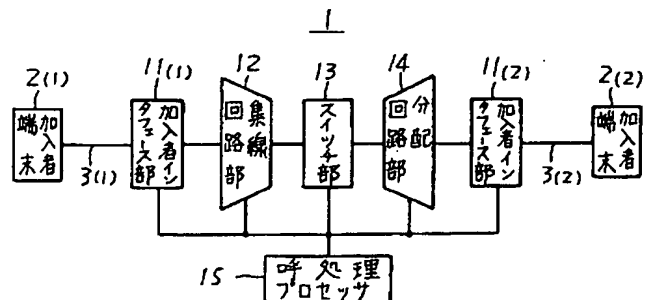 1
2(1)
11(1)
12
13
14
11(2)
2(2)
加入者
端末
加入者イン
タフェース部
集線
回路部
スイッチ部
分配
回路部
加入者イン
タフェース部
加入者
端末
3(1)
3(2)
15
呼処理
プロセッサ